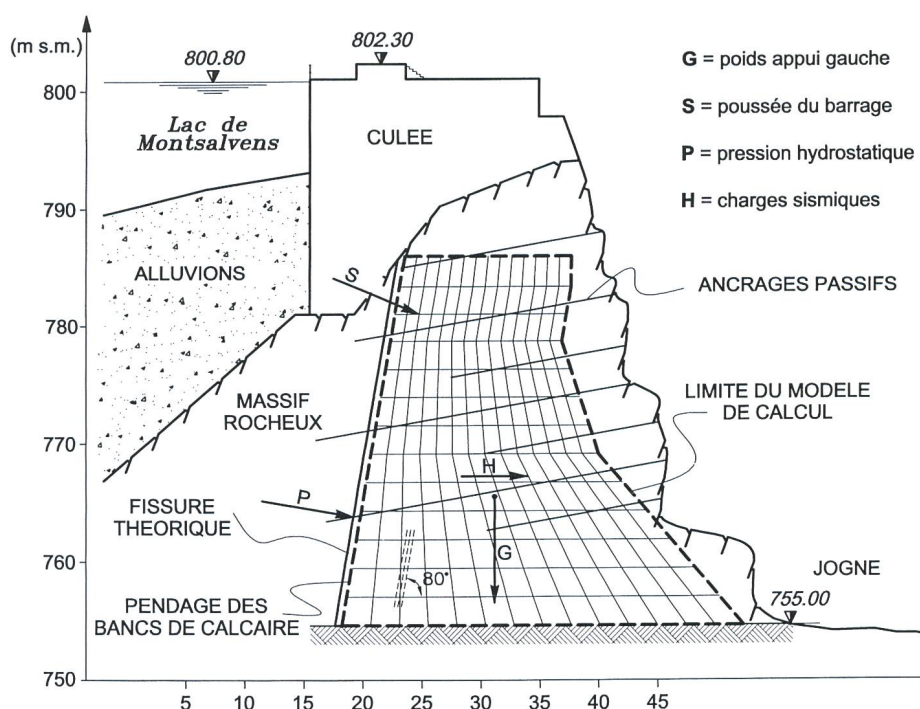 (m s.m.)
800.80
802.30
G = poids appui gauche
800
S = poussée du barrage
Lac de
Montsalvens
CULEE
P = pression hydrostatique
H = charges sismiques
790
ALLUVIONS
S
ANCRAGES PASSIFS
780
MASSIF
ROCHEUX
LIMITE DU MODELE
DE CALCUL
770
H
P
FISSURE
THEORIQUE
760
G
80°
JOGNE
PENDAGE DES
BANCS DE CALCAIRE
755.00
750
5 10 15 20 25 30 35 40 45